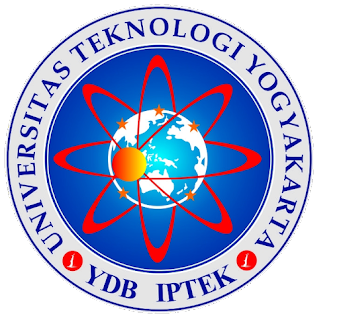 UNIVERSITAS TEKNOLOGI YOGYAKARTA
YDB IPTEK